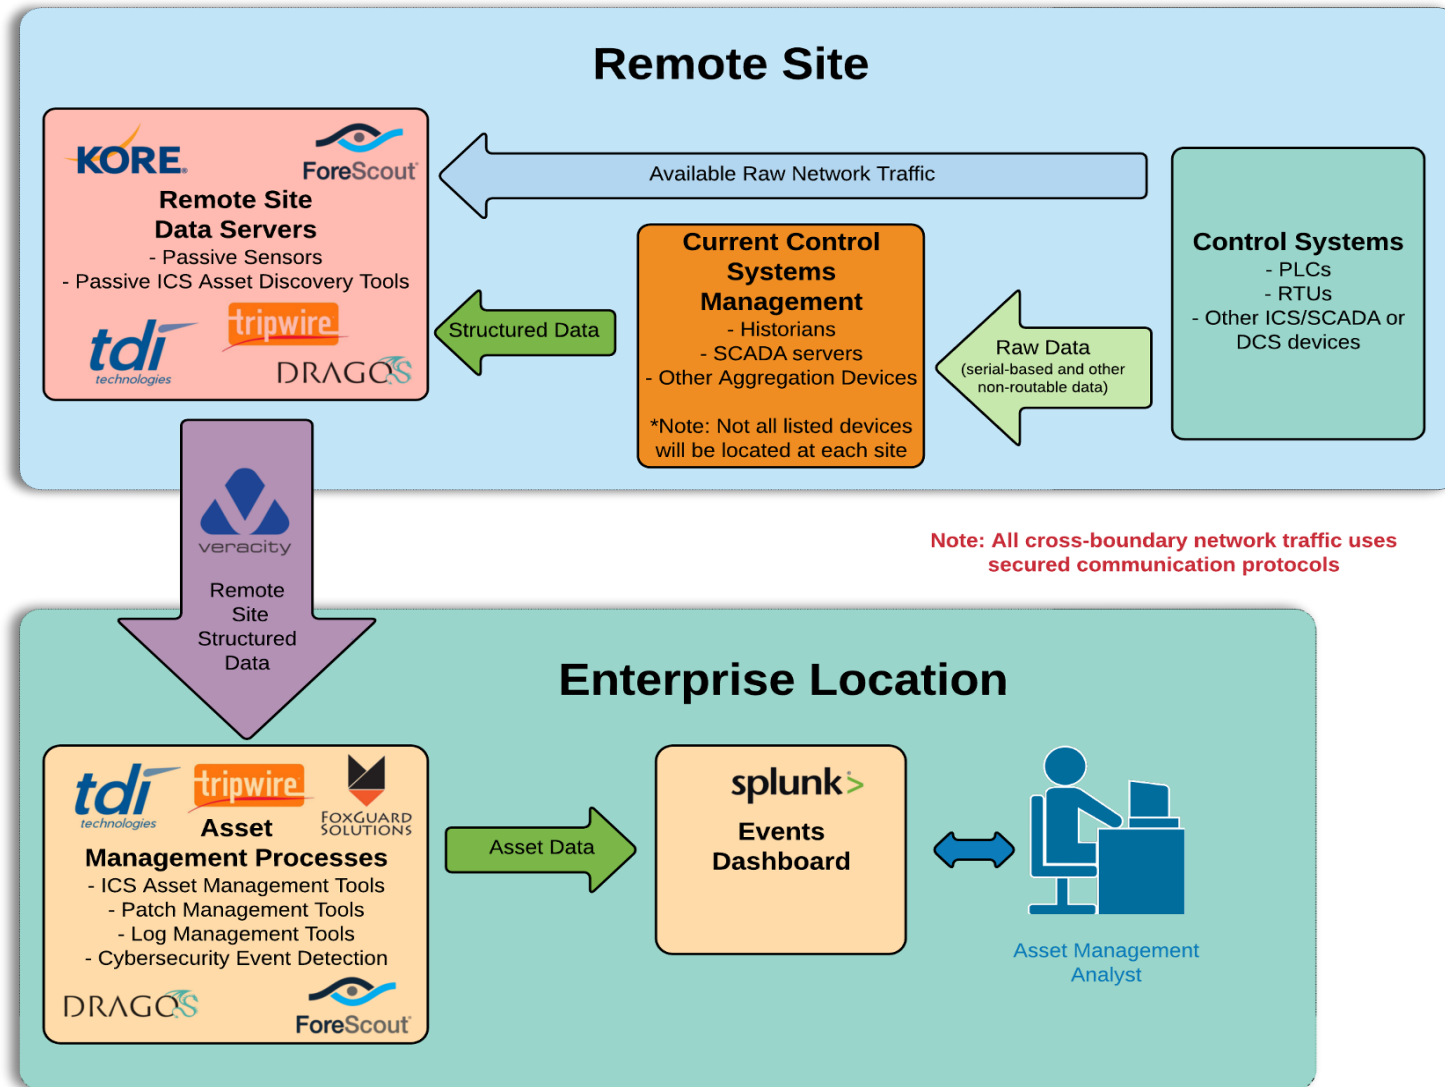 Remote Site
KORE
ForeScout
Remote Site
Data Servers
- Passive Sensors
- Passive ICS Asset Discovery Tools
tdi
technologies
tripwire
DRAGOS
Available Raw Network Traffic
Structured Data
Current Control
Systems
Management
- Historians
- SCADA servers
- Other Aggregation Devices
*Note: Not all listed devices
will be located at each site
Raw Data
(serial-based and other
non-routable data)
Control Systems
- PLCs
- RTUs
- Other ICS/SCADA or
DCS devices
veracity
Remote
Site
Structured
Data
Note: All cross-boundary network traffic uses
secured communication protocols
Enterprise Location
tdi
technologies
tripwire
FOXGUARD
SOLUTIONS
Asset
Management Processes
- ICS Asset Management Tools
- Patch Management Tools
- Log Management Tools
- Cybersecurity Event Detection
DRAGOS
ForeScout
Asset Data
splunk>
Events
Dashboard
Asset Management
Analyst